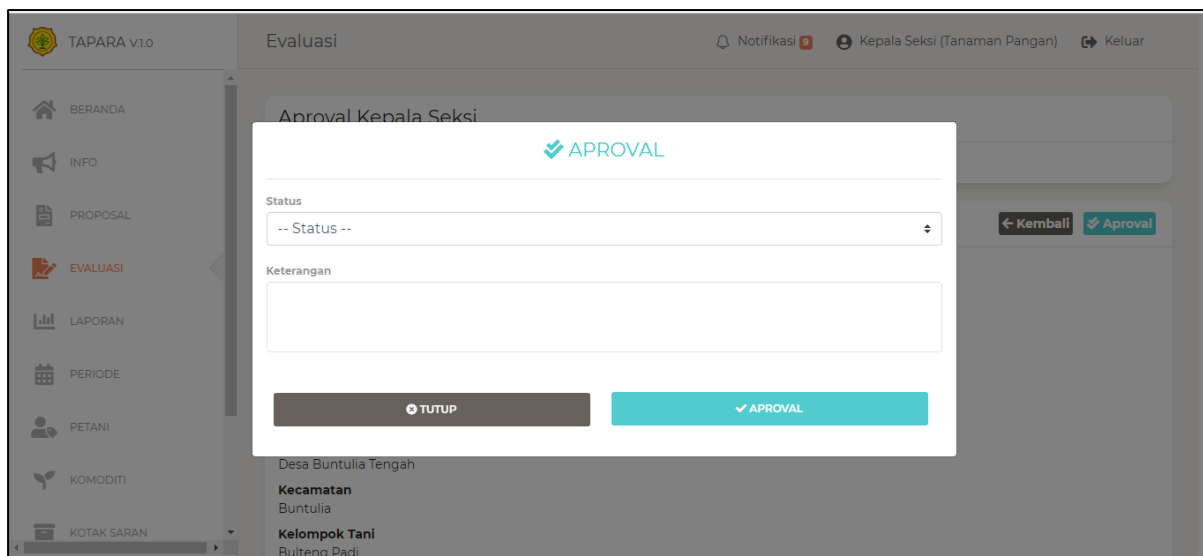 TAPARA V.1.0
Evaluasi
Notifikasi 9
Kepala Seksi (Tanaman Pangan)
Keluar
BERANDA
INFO
PROPOSAL
EVALUASI
LAPORAN
PERIODE
PETANI
KOMODITI
KOTAK SARAN
Aproval Kepala Seksi
Kembali
Aproval
APROVAL
Status
-- Status --
Keterangan
TUTUP
APROVAL
Desa Buntulia Tengah
Kecamatan
Buntulia
Kelompok Tani
Bulteng Padi